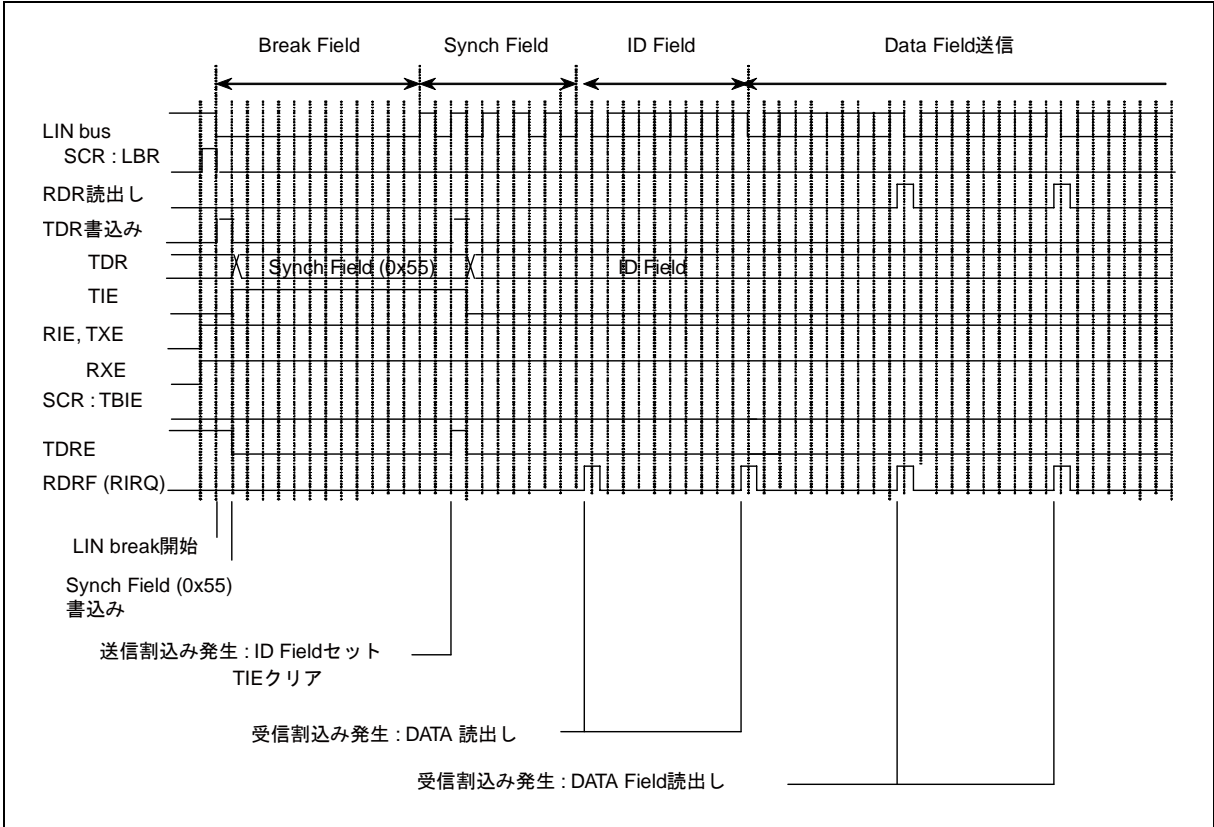 Break Field
Synch Field
ID Field
Data Field送信
LIN bus
SCR : LBR
RDR読出し
TDR書込み
TDR
Synch Field (0x55)
ID Field
TIE
RIE, TXE
RXE
SCR : TBIE
TDRE
RDRF (RIRQ)
LIN break開始
Synch Field (0x55)
書込み
送信割込み発生 : ID Fieldセット
TIEクリア
受信割込み発生 : DATA 読出し
受信割込み発生 : DATA Field読出し